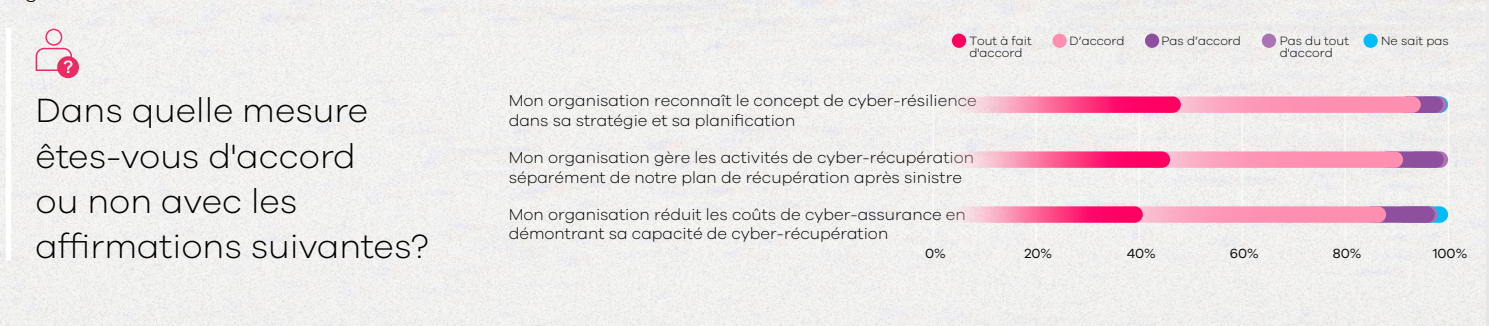 ?
Dans quelle mesure
êtes-vous d'accord
ou non avec les
affirmations suivantes?
Tout à fait
d'accord
D'accord
Pas d'accord
Pas du tout
d'accord
Ne sait pas
Mon organisation reconnaît le concept de cyber-résilience
dans sa stratégie et sa planification
Mon organisation gère les activités de cyber-récupération
séparément de notre plan de récupération après sinistre
Mon organisation réduit les coûts de cyber-assurance en
démontrant sa capacité de cyber-récupération
0%
20%
40%
60%
80%
100%